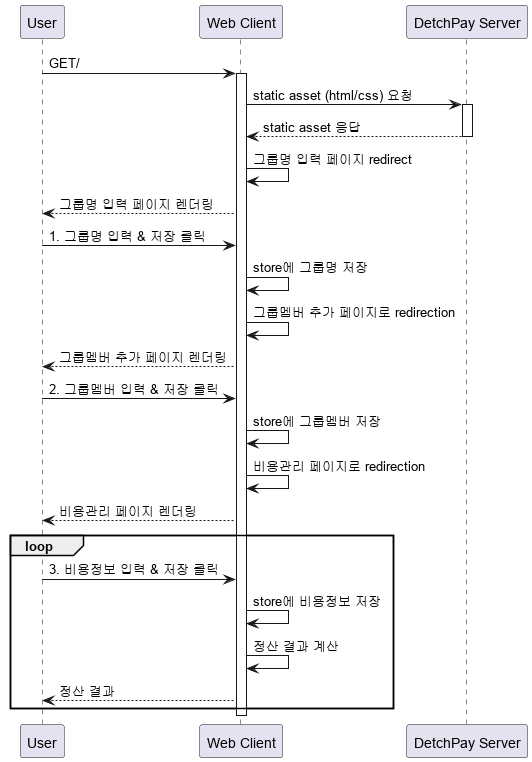 User Web Client DetchPay Server
GET/
static asset (html/css) 요청
static asset 응답
그룹명 입력 페이지 redirect
그룹명 입력 페이지 렌더링
1. 그룹명 입력 & 저장 클릭
store에 그룹명 저장
그룹멤버 추가 페이지로 redirection
그룹멤버 추가 페이지 렌더링
2. 그룹멤버 입력 & 저장 클릭
store에 그룹멤버 저장
비용관리 페이지로 redirection
비용관리 페이지 렌더링
loop
3. 비용정보 입력 & 저장 클릭
store에 비용정보 저장
정산 결과 계산
정산 결과
User Web Client DetchPay Server